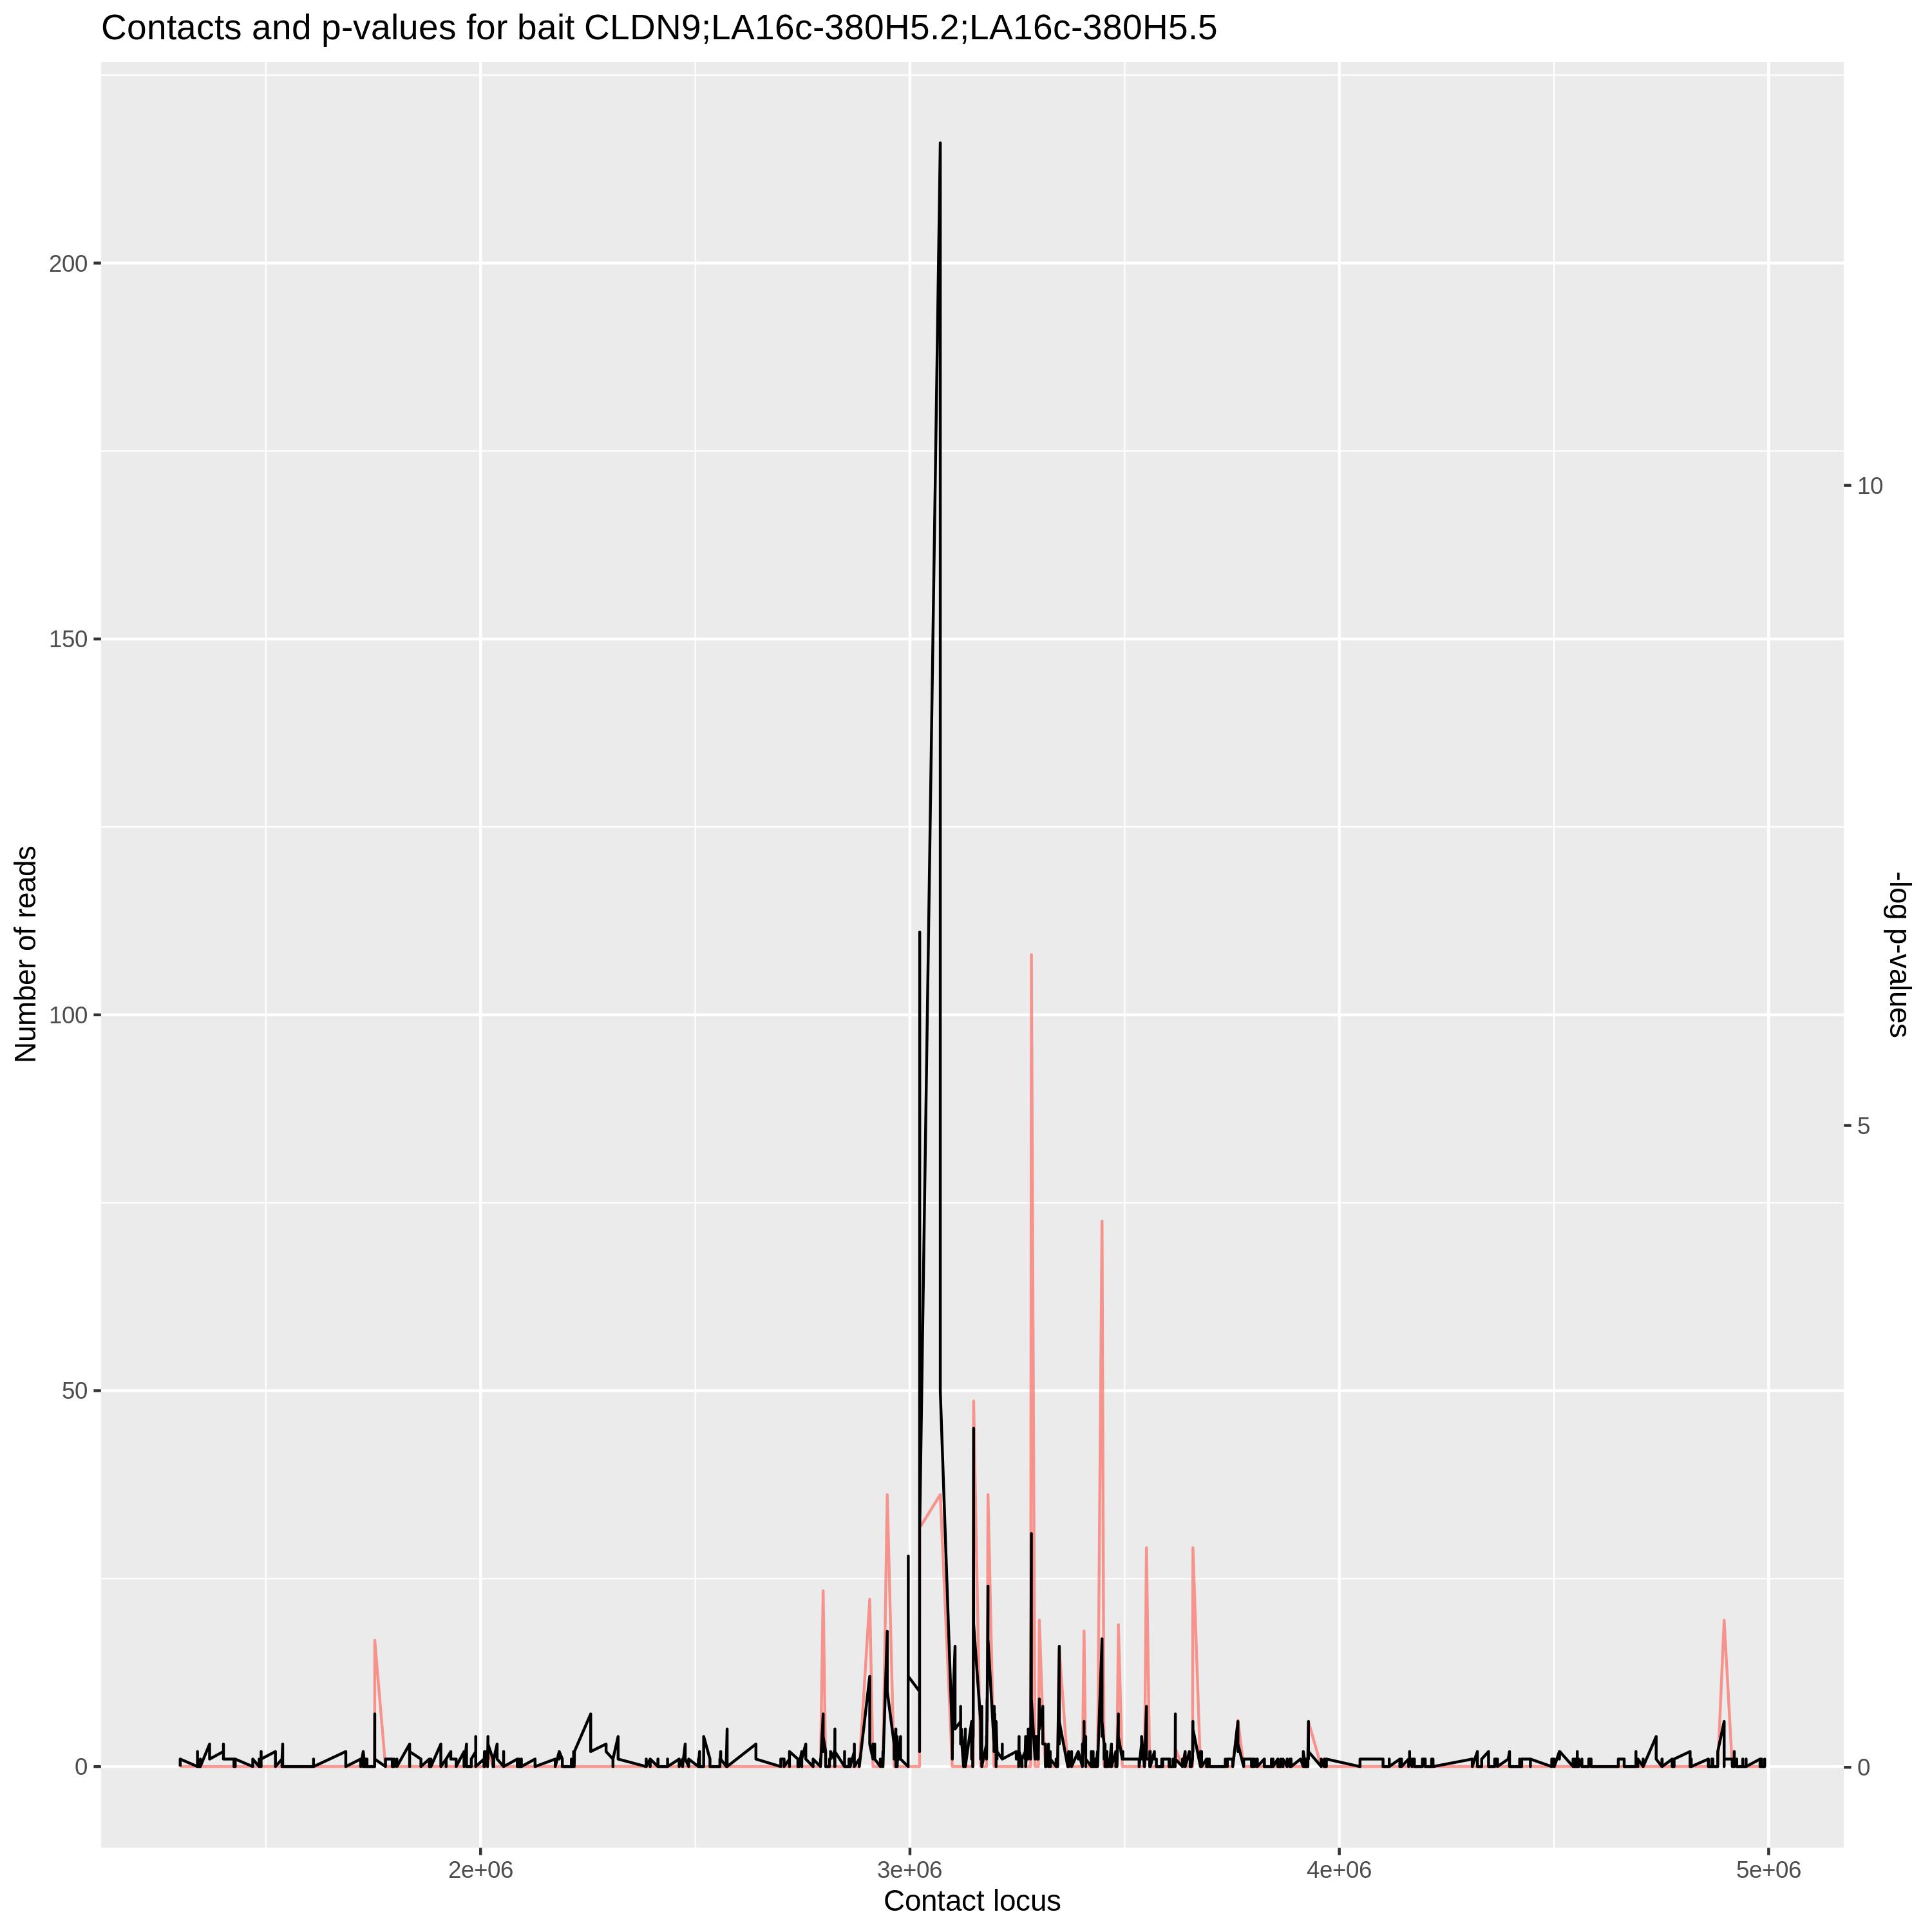 Contacts and p-values for bait CLDN9;LA16c-380H5.2;LA16c-380H5.5
Number of reads
200
150
100
50
0
10
5
0
-log p-values
2e+06
3e+06
4e+06
5e+06
Contact locus